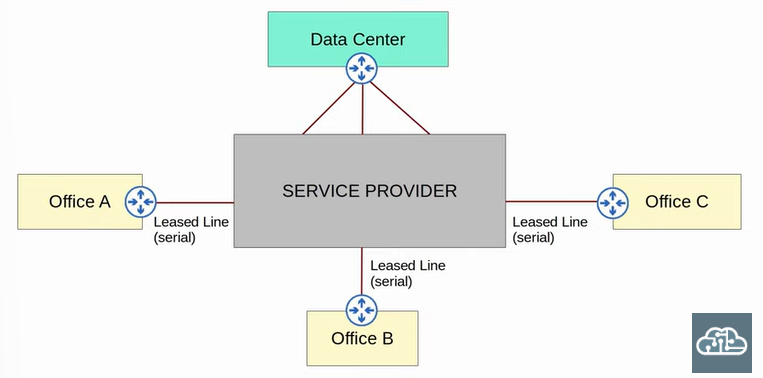 Data Center
SERVICE PROVIDER
Office A
Leased Line
(serial)
Leased Line
(serial)
Office C
Leased Line
(serial)
Office B